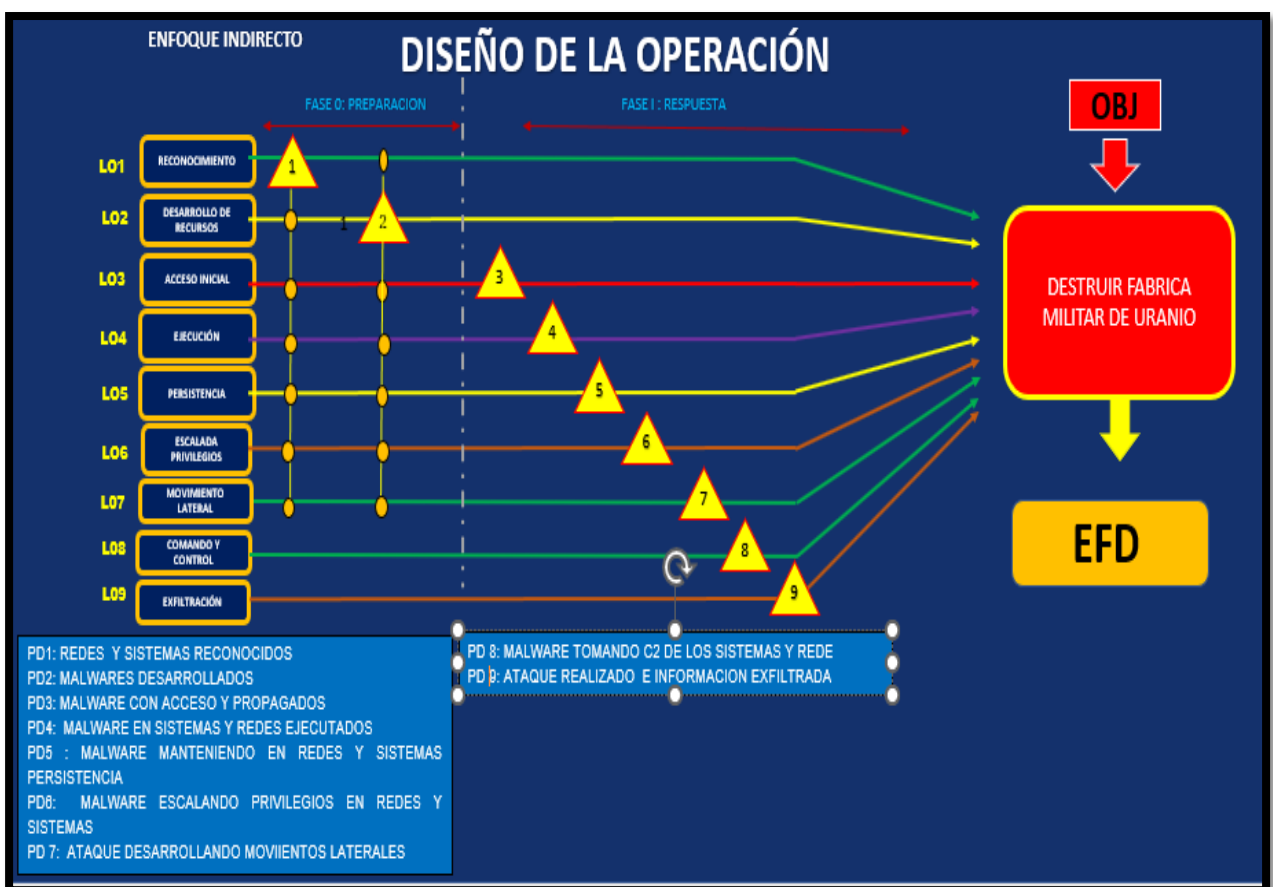 ENFOQUE INDIRECTO
DISEÑO DE LA OPERACIÓN
FASE 0: PREPARACION
FASE I : RESPUESTA
OBJ
LO1
RECONOCIMIENTO
1
LO2
DESARROLLO DE
RECURSOS
1
2
LO3
ACCESO INICIAL
3
DESTRUIR FABRICA
MILITAR DE URANIO
LO4
EJECUCIÓN
4
LO5
PERSISTENCIA
5
LO6
ESCALADA
PRIVILEGIOS
6
LO7
MOVIMIENTO
LATERAL
7
LO8
COMANDO Y
CONTROL
8
EFD
LO9
EXFILTRACIÓN
9
PD1: REDES Y SISTEMAS RECONOCIDOS
PD2: MALWARES DESARROLLADOS
PD3: MALWARE CON ACCESO Y PROPAGADOS
PD4: MALWARE EN SISTEMAS Y REDES EJECUTADOS
PD5 : MALWARE MANTENIENDO EN REDES Y SISTEMAS
PERSISTENCIA
PD6: MALWARE ESCALANDO PRIVILEGIOS EN REDES Y
SISTEMAS
PD 7: ATAQUE DESARROLLANDO MOVIIENTOS LATERALES
PD 8: MALWARE TOMANDO C2 DE LOS SISTEMAS Y REDE
PD 9: ATAQUE REALIZADO E INFORMACION EXFILTRADA